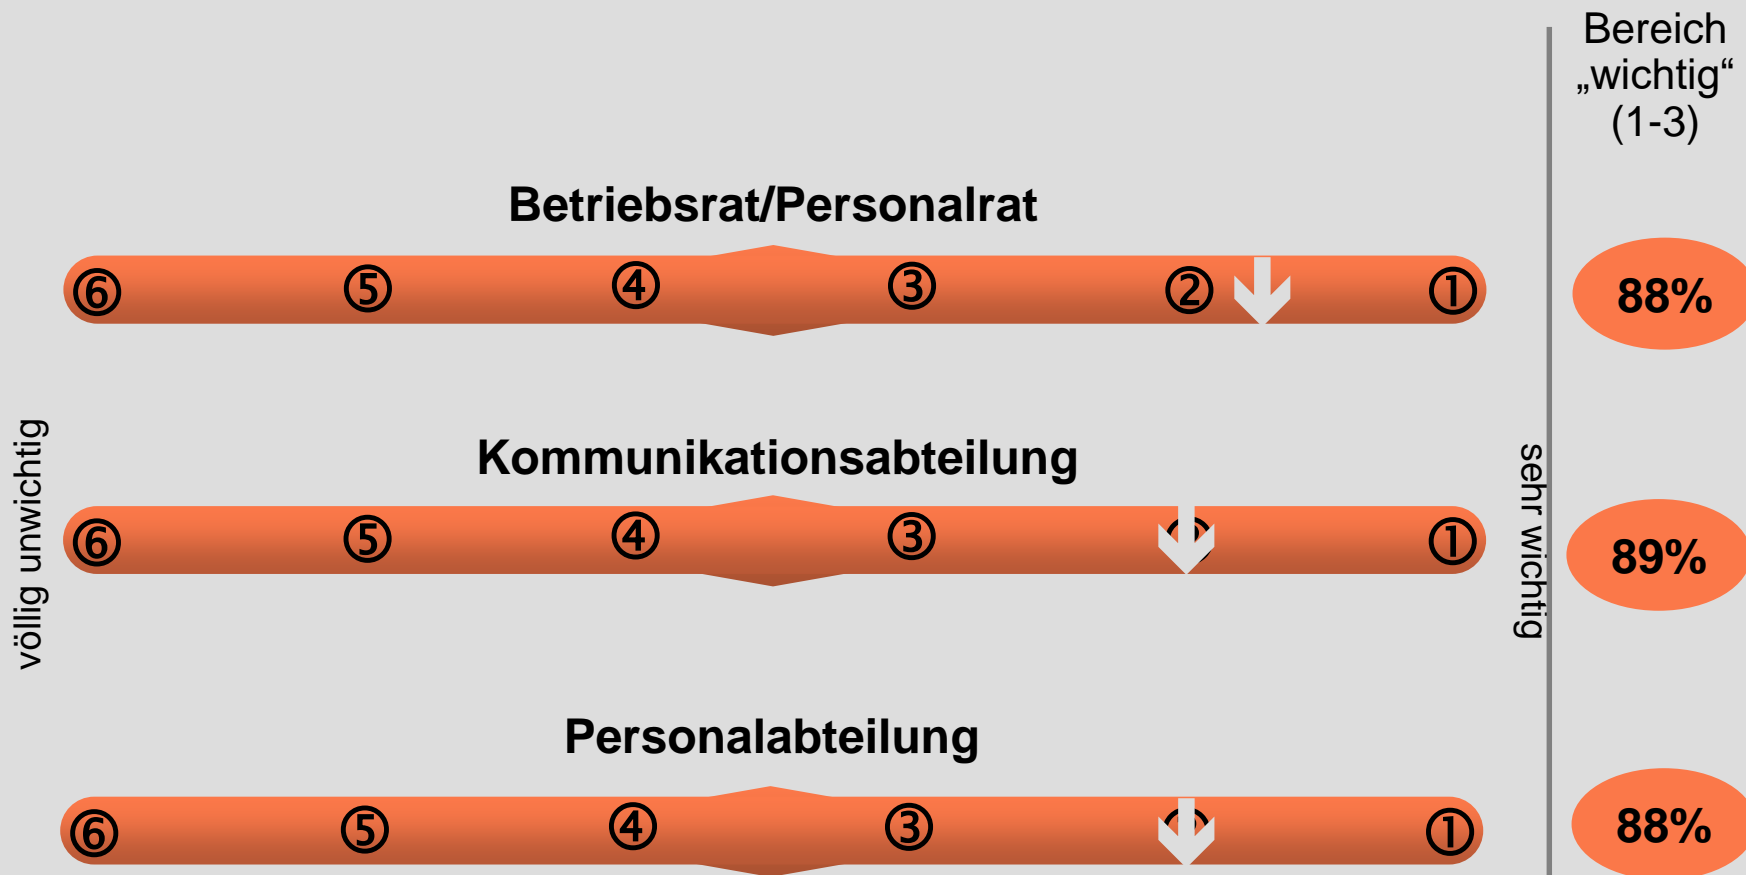 Bereich
„wichtig“
(1-3)
Betriebsrat/Personalrat
⑥ ⑤ ④ ③ ② ① 88%
völlig unwichtig
Kommunikationsabteilung
⑥ ⑤ ④ ③ ① 89%
sehr wichtig
Personalabteilung
⑥ ⑤ ④ ③ ① 88%